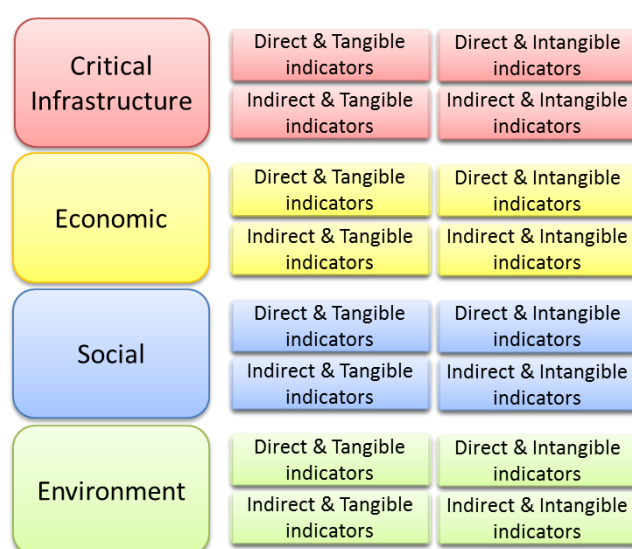 Critical
Infrastructure
Direct & Tangible
indicators
Direct & Intangible
indicators
Indirect & Tangible
indicators
Indirect & Intangible
indicators
Economic
Direct & Tangible
indicators
Direct & Intangible
indicators
Indirect & Tangible
indicators
Indirect & Intangible
indicators
Social
Direct & Tangible
indicators
Direct & Intangible
indicators
Indirect & Tangible
indicators
Indirect & Intangible
indicators
Environment
Direct & Tangible
indicators
Direct & Intangible
indicators
Indirect & Tangible
indicators
Indirect & Intangible
indicators